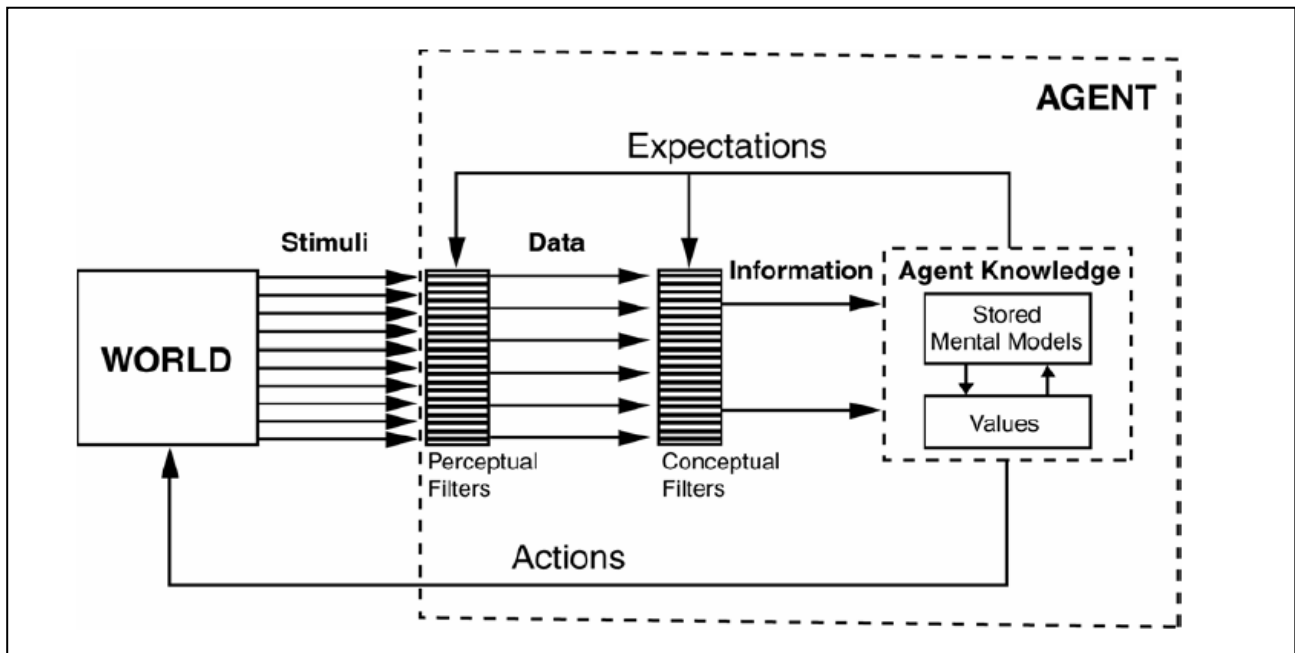 AGENT
Expectations
Stimuli
Data
Information
Agent Knowledge
Stored
Mental Models
WORLD
Values
Perceptual
Filters
Conceptual
Filters
Actions